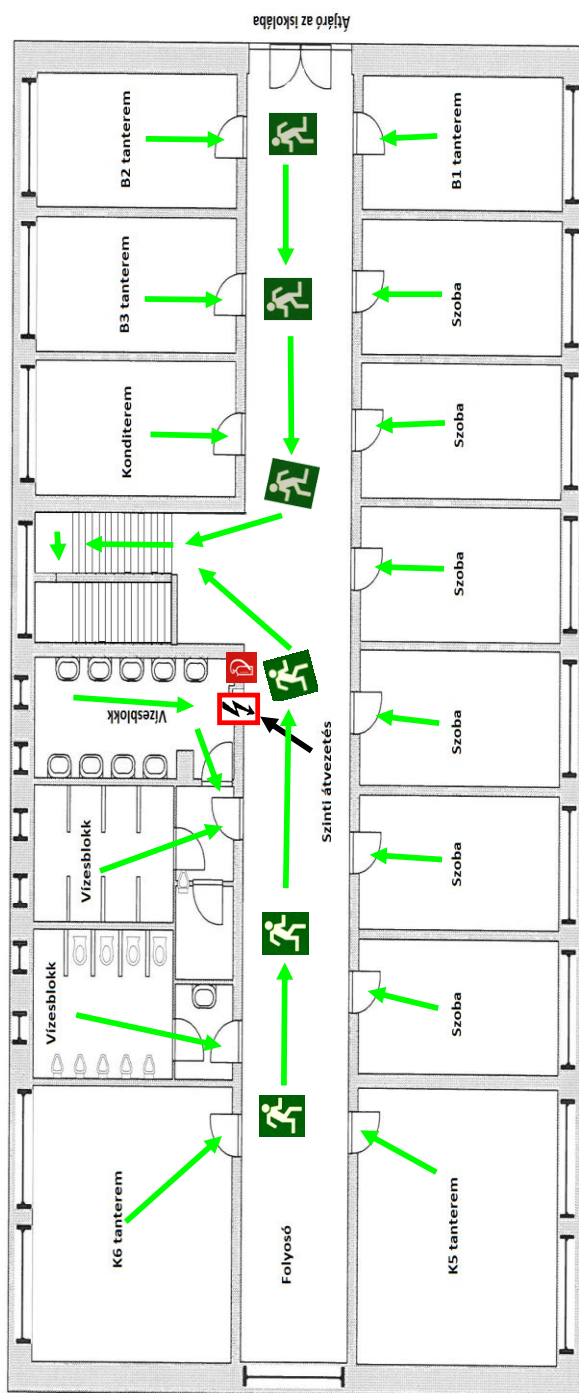 Átjáró az iskolába
B2 tanterem
B1 tanterem
B3 tanterem
Szoba
Konditerem
Szoba
Szoba
Vízesblokk
Szoba
Szinti átvezetés
Vízesblokk
Szoba
Vízesblokk
Szoba
K6 tanterem
Folyosó
K5 tanterem